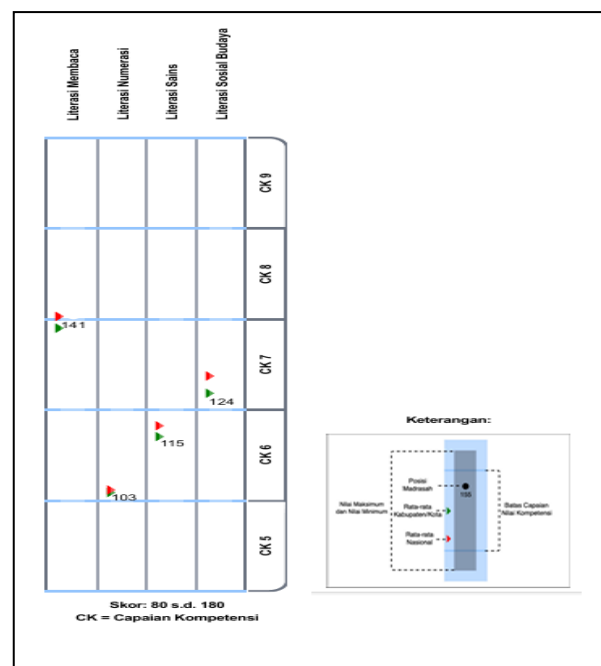 Literasi Membaca
Literasi Numerasi
Literasi Sains
Literasi Sosial Budaya
CK 9
CK 8
141
CK 7
124
CK 6
115
103
CK 5
Skor: 80 s.d. 180
CK = Capaian Kompetensi
Keterangan:
Nilai Maksimum
dan Nilai Minimum
Posisi
Madrasah
155
Rata-rata
Kabupaten/Kota
Rata-rata
Nasional
Batas Capaian
Nilai Kompetensi